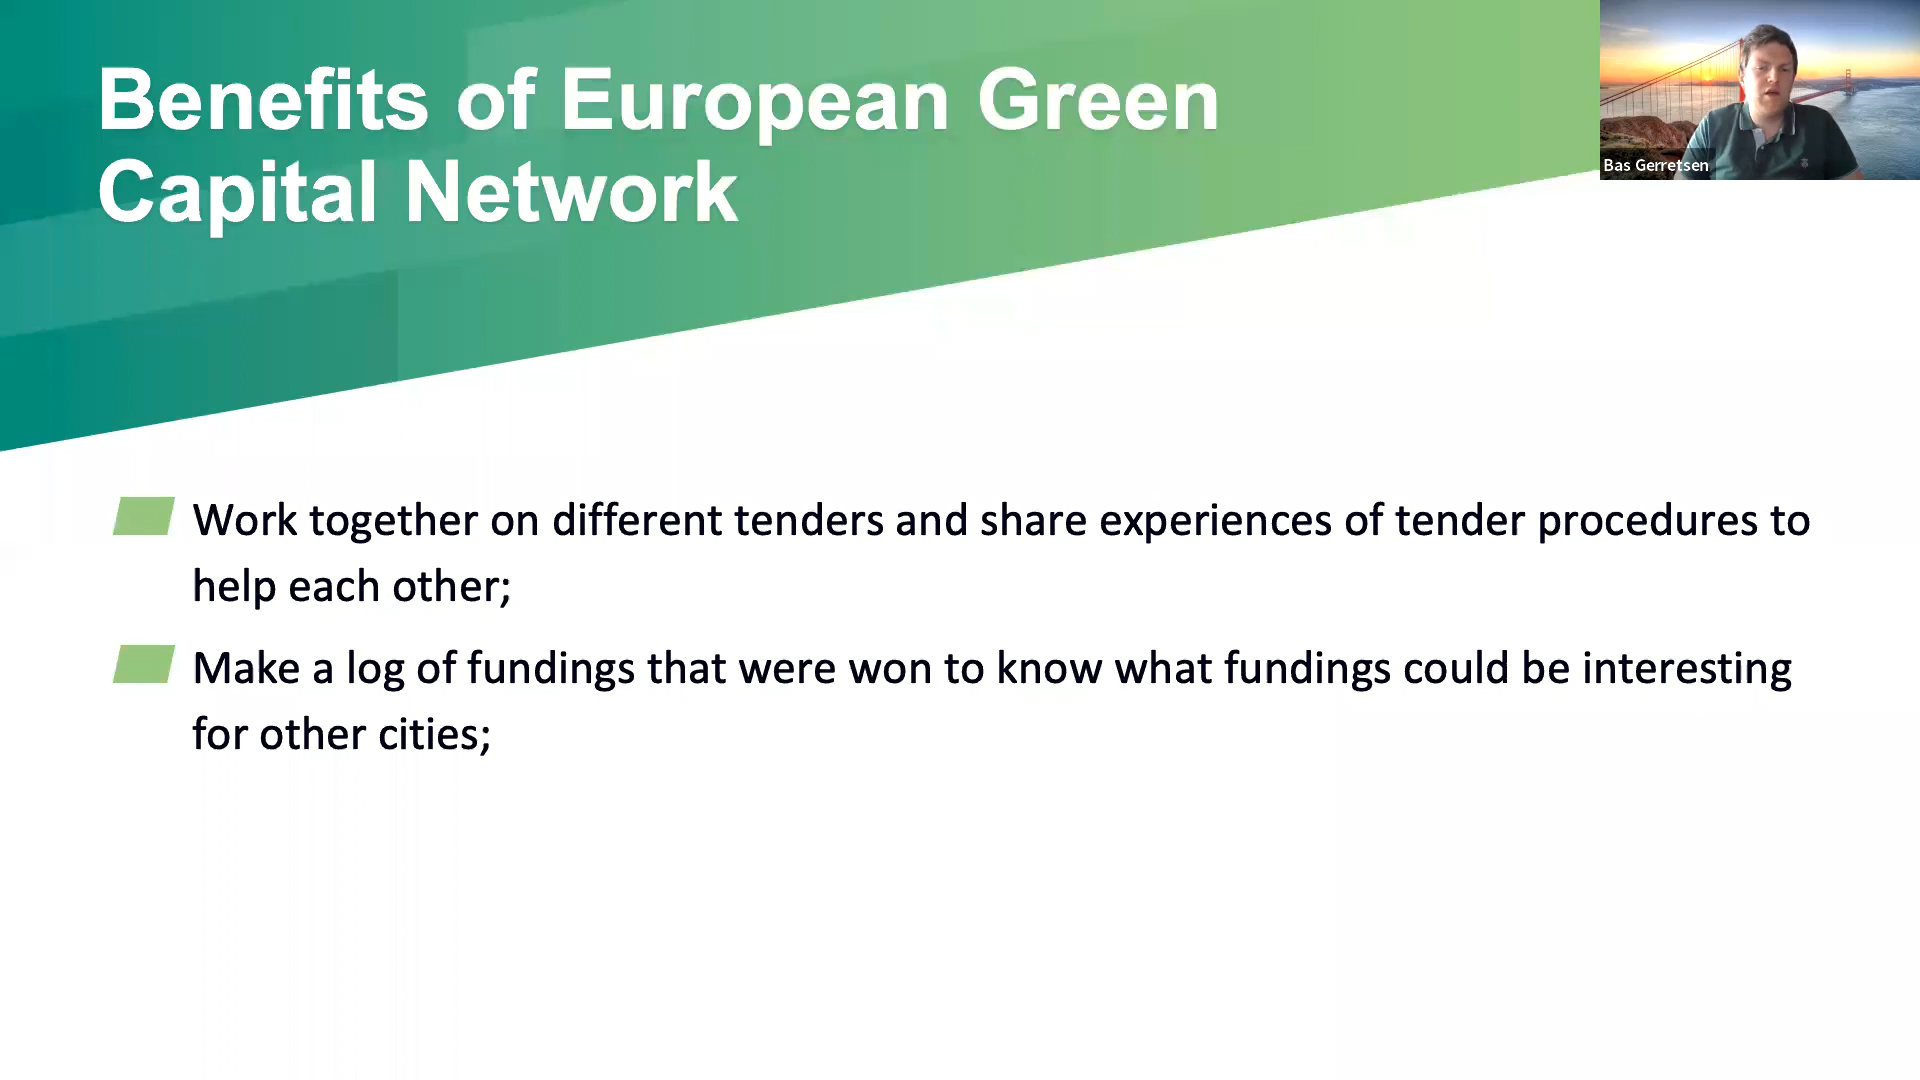 Benefits of European Green
Capital Network
Bas Gerretsen
Work together on different tenders and share experiences of tender procedures to
help each other;
Make a log of fundings that were won to know what fundings could be interesting
for other cities;